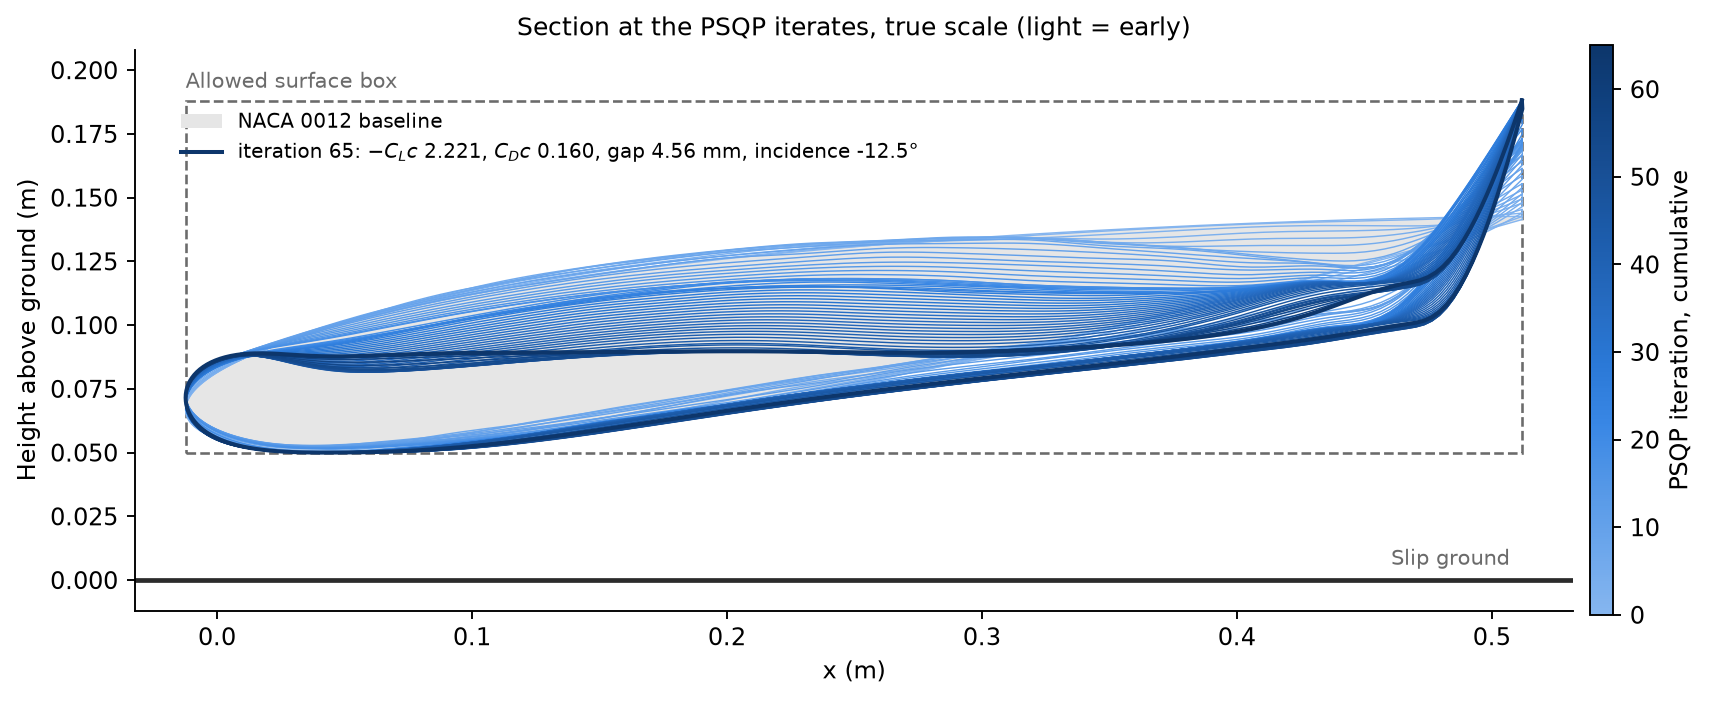 Section at the PSQP iterates, true scale (light = early)
Allowed surface box
NACA 0012 baseline
iteration 65: −C_Lc 2.221, C_Dc 0.160, gap 4.56 mm, incidence -12.5°
Slip ground
Height above ground (m)
0.200
0.175
0.150
0.125
0.100
0.075
0.050
0.025
0.000
0.0 0.1 0.2 0.3 0.4 0.5
x (m)
60
50
40
30
20
10
0
PSQP iteration, cumulative